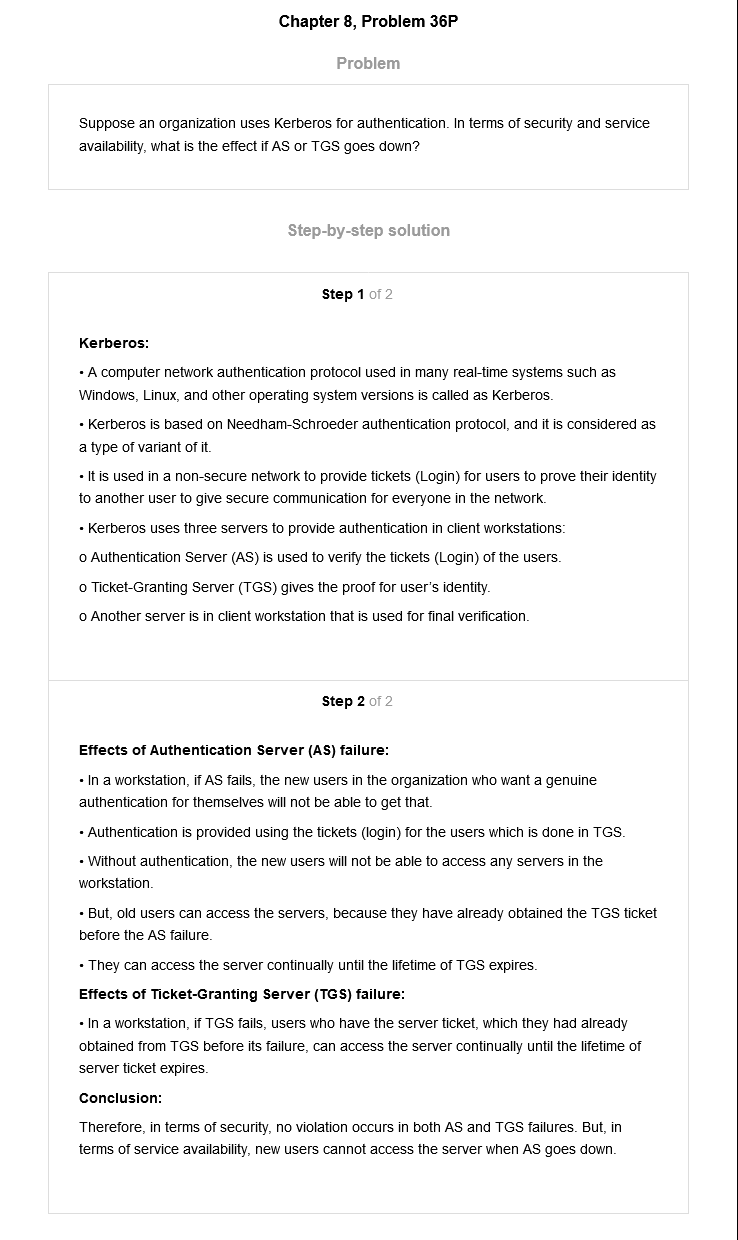 Chapter 8, Problem 36P
Problem
Suppose an organization uses Kerberos for authentication. In terms of security and service
availability, what is the effect if AS or TGS goes down?
Step-by-step solution
Step 1 of 2
Kerberos:
• A computer network authentication protocol used in many real-time systems such as
Windows, Linux, and other operating system versions is called as Kerberos.
• Kerberos is based on Needham-Schroeder authentication protocol, and it is considered as
a type of variant of it.
• It is used in a non-secure network to provide tickets (Login) for users to prove their identity
to another user to give secure communication for everyone in the network.
• Kerberos uses three servers to provide authentication in client workstations:
o Authentication Server (AS) is used to verify the tickets (Login) of the users.
o Ticket-Granting Server (TGS) gives the proof for user's identity.
o Another server is in client workstation that is used for final verification.
Step 2 of 2
Effects of Authentication Server (AS) failure:
• In a workstation, if AS fails, the new users in the organization who want a genuine
authentication for themselves will not be able to get that.
• Authentication is provided using the tickets (login) for the users which is done in TGS.
• Without authentication, the new users will not be able to access any servers in the
workstation.
• But, old users can access the servers, because they have already obtained the TGS ticket
before the AS failure.
• They can access the server continually until the lifetime of TGS expires.
Effects of Ticket-Granting Server (TGS) failure:
• In a workstation, if TGS fails, users who have the server ticket, which they had already
obtained from TGS before its failure, can access the server continually until the lifetime of
server ticket expires.
Conclusion:
Therefore, in terms of security, no violation occurs in both AS and TGS failures. But, in
terms of service availability, new users cannot access the server when AS goes down.